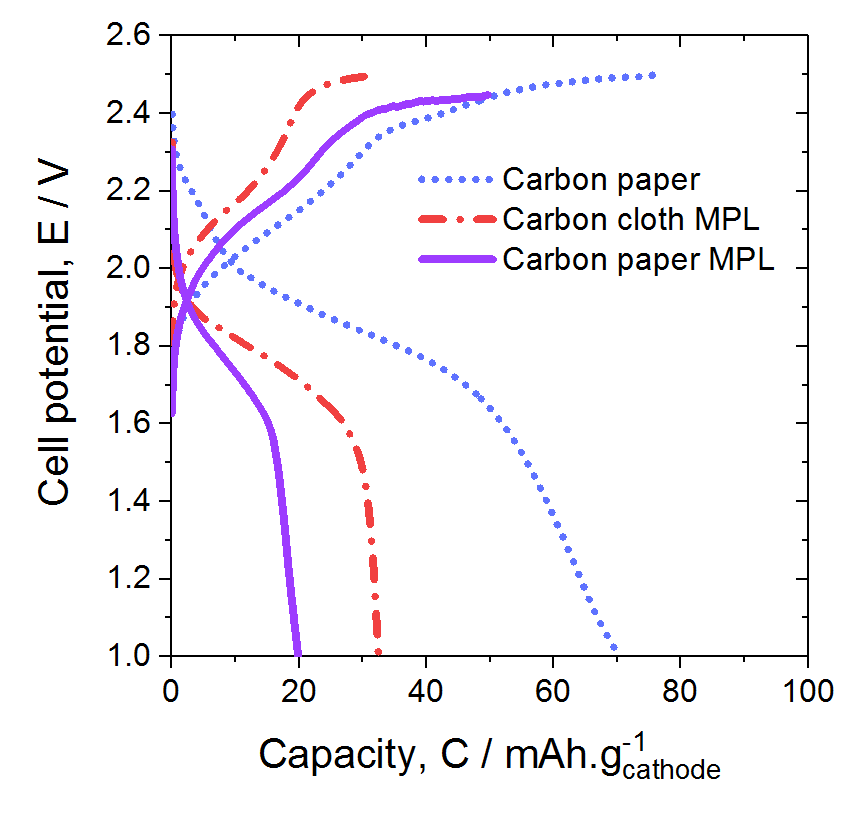 2.6
2.4
2.2
2.0
1.8
1.6
1.4
1.2
1.0
Cell potential, E / V
Carbon paper
Carbon cloth MPL
Carbon paper MPL
0 20 40 60 80 100
Capacity, C / mAh.g⁻¹cathode